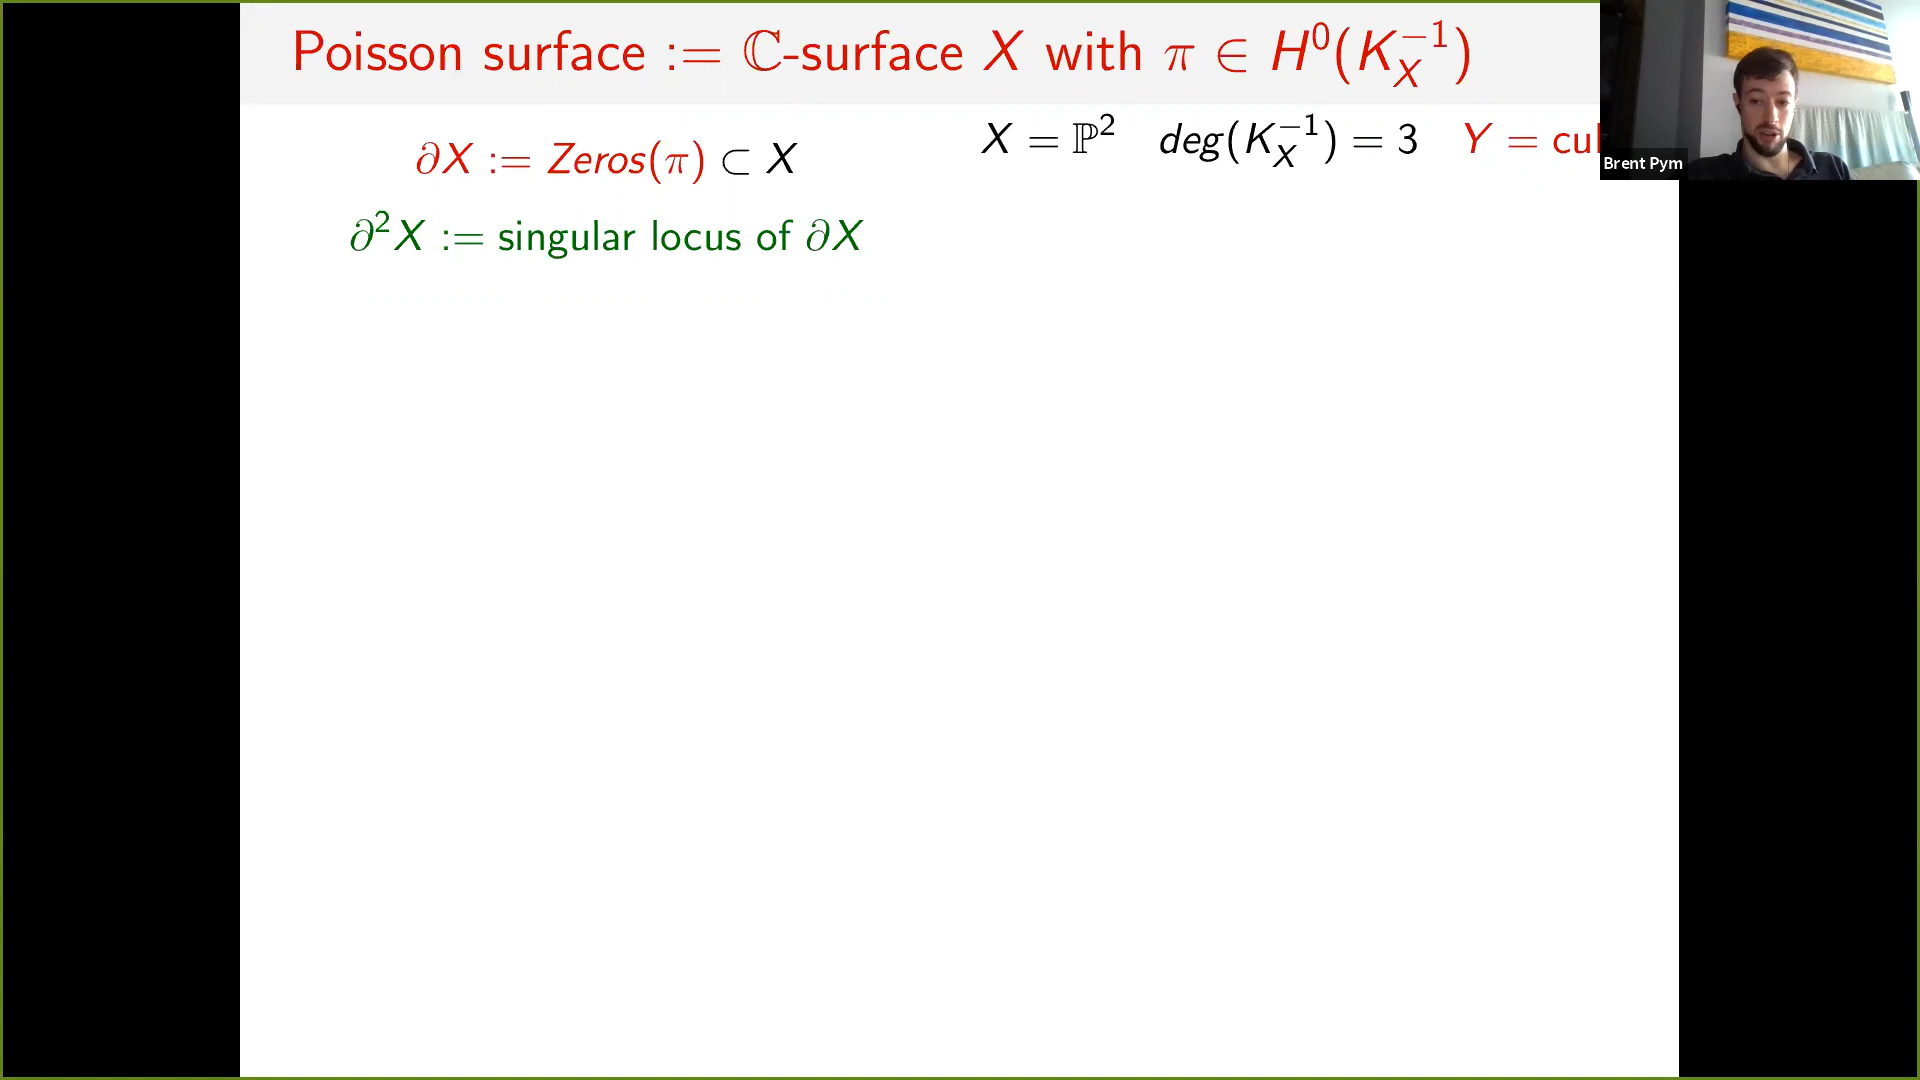 Poisson surface := ℂ-surface X with π ∈ H⁰(K_X^{-1})
∂X := Zeros(π) ⊂ X
X = ℙ² deg(K_X^{-1}) = 3 Y =
∂²X := singular locus of ∂X
Brent Pym